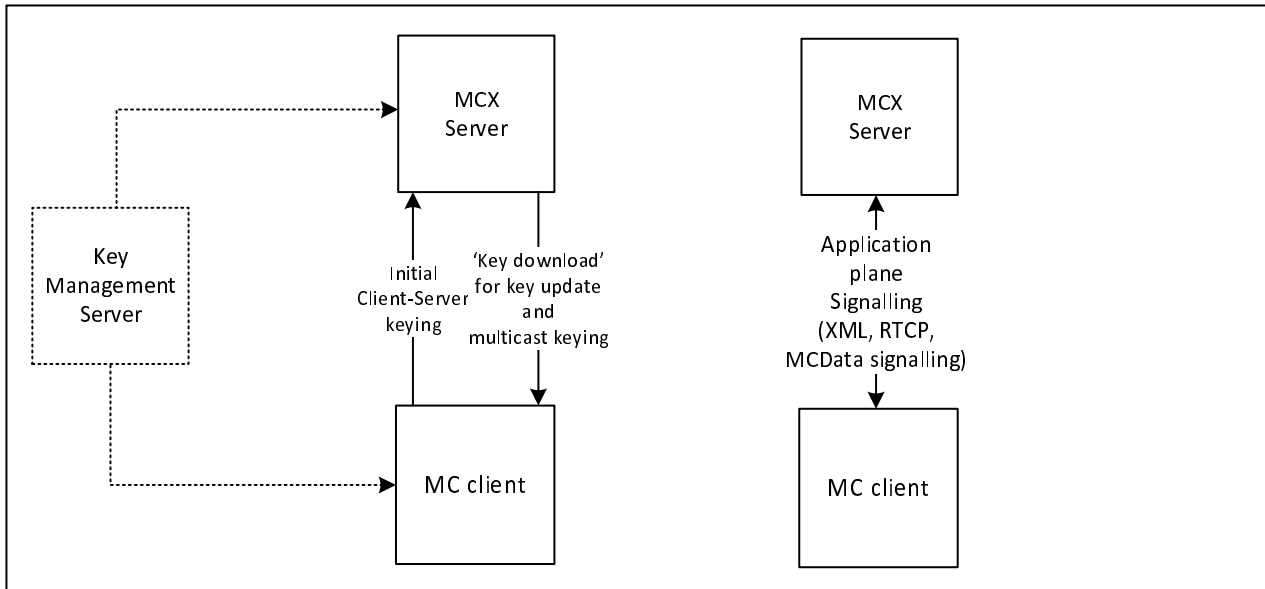 MCX
Server
MCX
Server
Key
Management
Server
Initial
Client-Server
keying
‘Key download’
for key update
and
multicast keying
Application
plane
Signalling
(XML, RTCP,
MCData signalling)
MC client
MC client